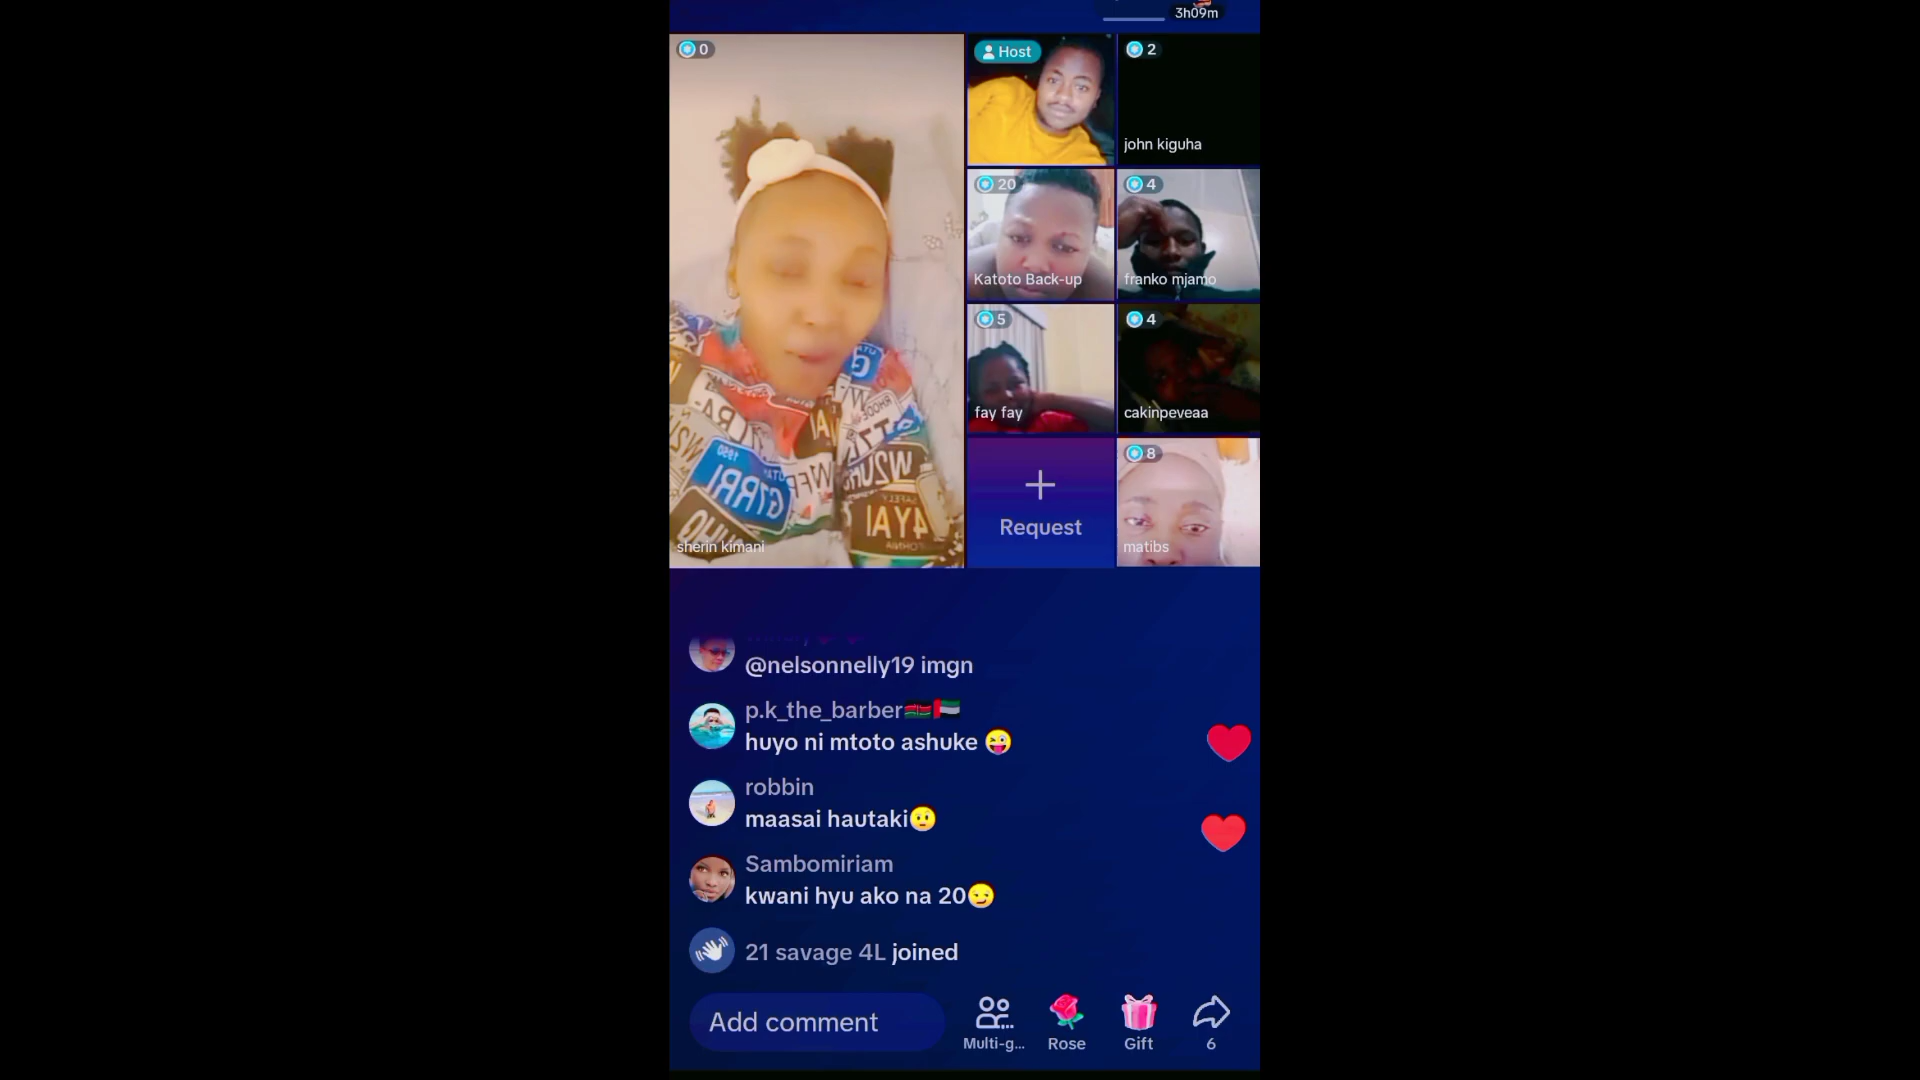 3h09m
0
Host
2
john kiguha
20
Katoto Back-up
4
franko mjamo
5
fay fay
4
cakinpeveaa
sherin kimani
+
Request
8
matibs
@nelsonnelly19 imgn
p.k_the_barber🇰🇪🇦🇪
huyo ni mtoto ashuke 😜
robbin
maasai hautaki🫤
Sambomiriam
kwani hyu ako na 20😏
21 savage 4L joined
Add comment
Multi-g...
Rose
Gift
6